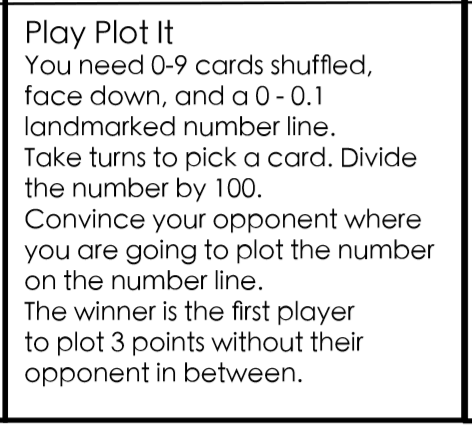 Play Plot It
You need 0-9 cards shuffled,
face down, and a 0 - 0.1
landmarked number line.
Take turns to pick a card. Divide
the number by 100.
Convince your opponent where
you are going to plot the number
on the number line.
The winner is the first player
to plot 3 points without their
opponent in between.